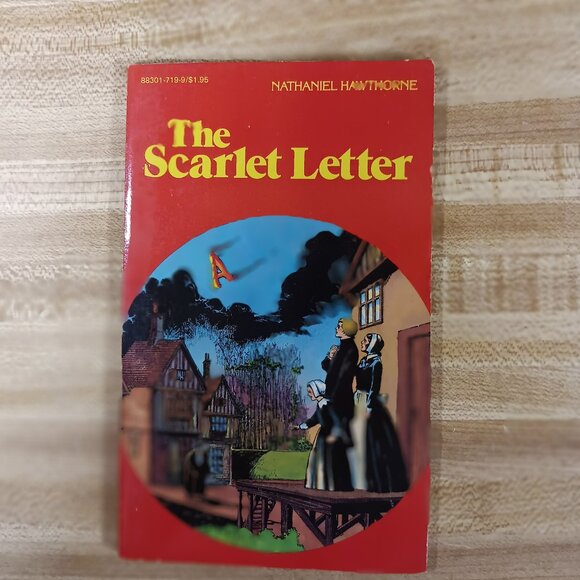 88301-719-9/$1.95
NATHANIEL HAWTHORNE
The
Scarlet Letter
A